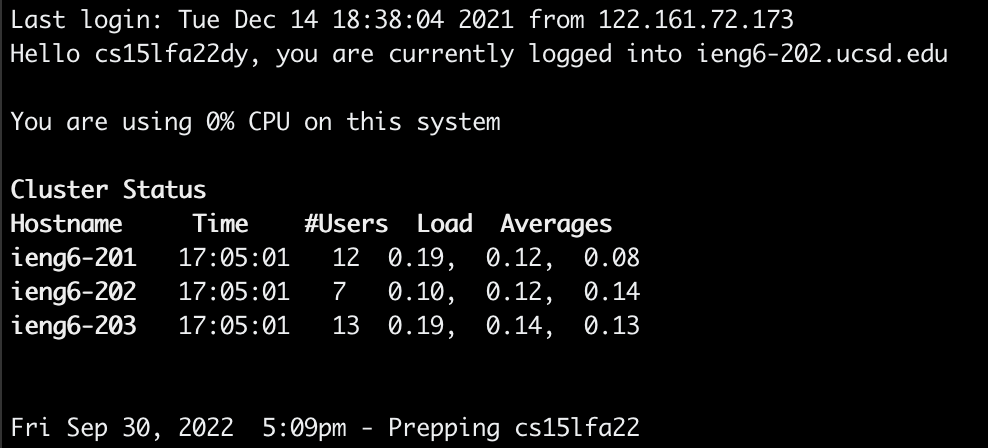 Last login: Tue Dec 14 18:38:04 2021 from 122.161.72.173
Hello cs15lfa22dy, you are currently logged into ieng6-202.ucsd.edu
You are using 0% CPU on this system
Cluster Status
Hostname     Time    #Users  Load  Averages
ieng6-201   17:05:01   12  0.19,  0.12,  0.08
ieng6-202   17:05:01   7   0.10,  0.12,  0.14
ieng6-203   17:05:01   13  0.19,  0.14,  0.13
Fri Sep 30, 2022  5:09pm - Prepping cs15lfa22